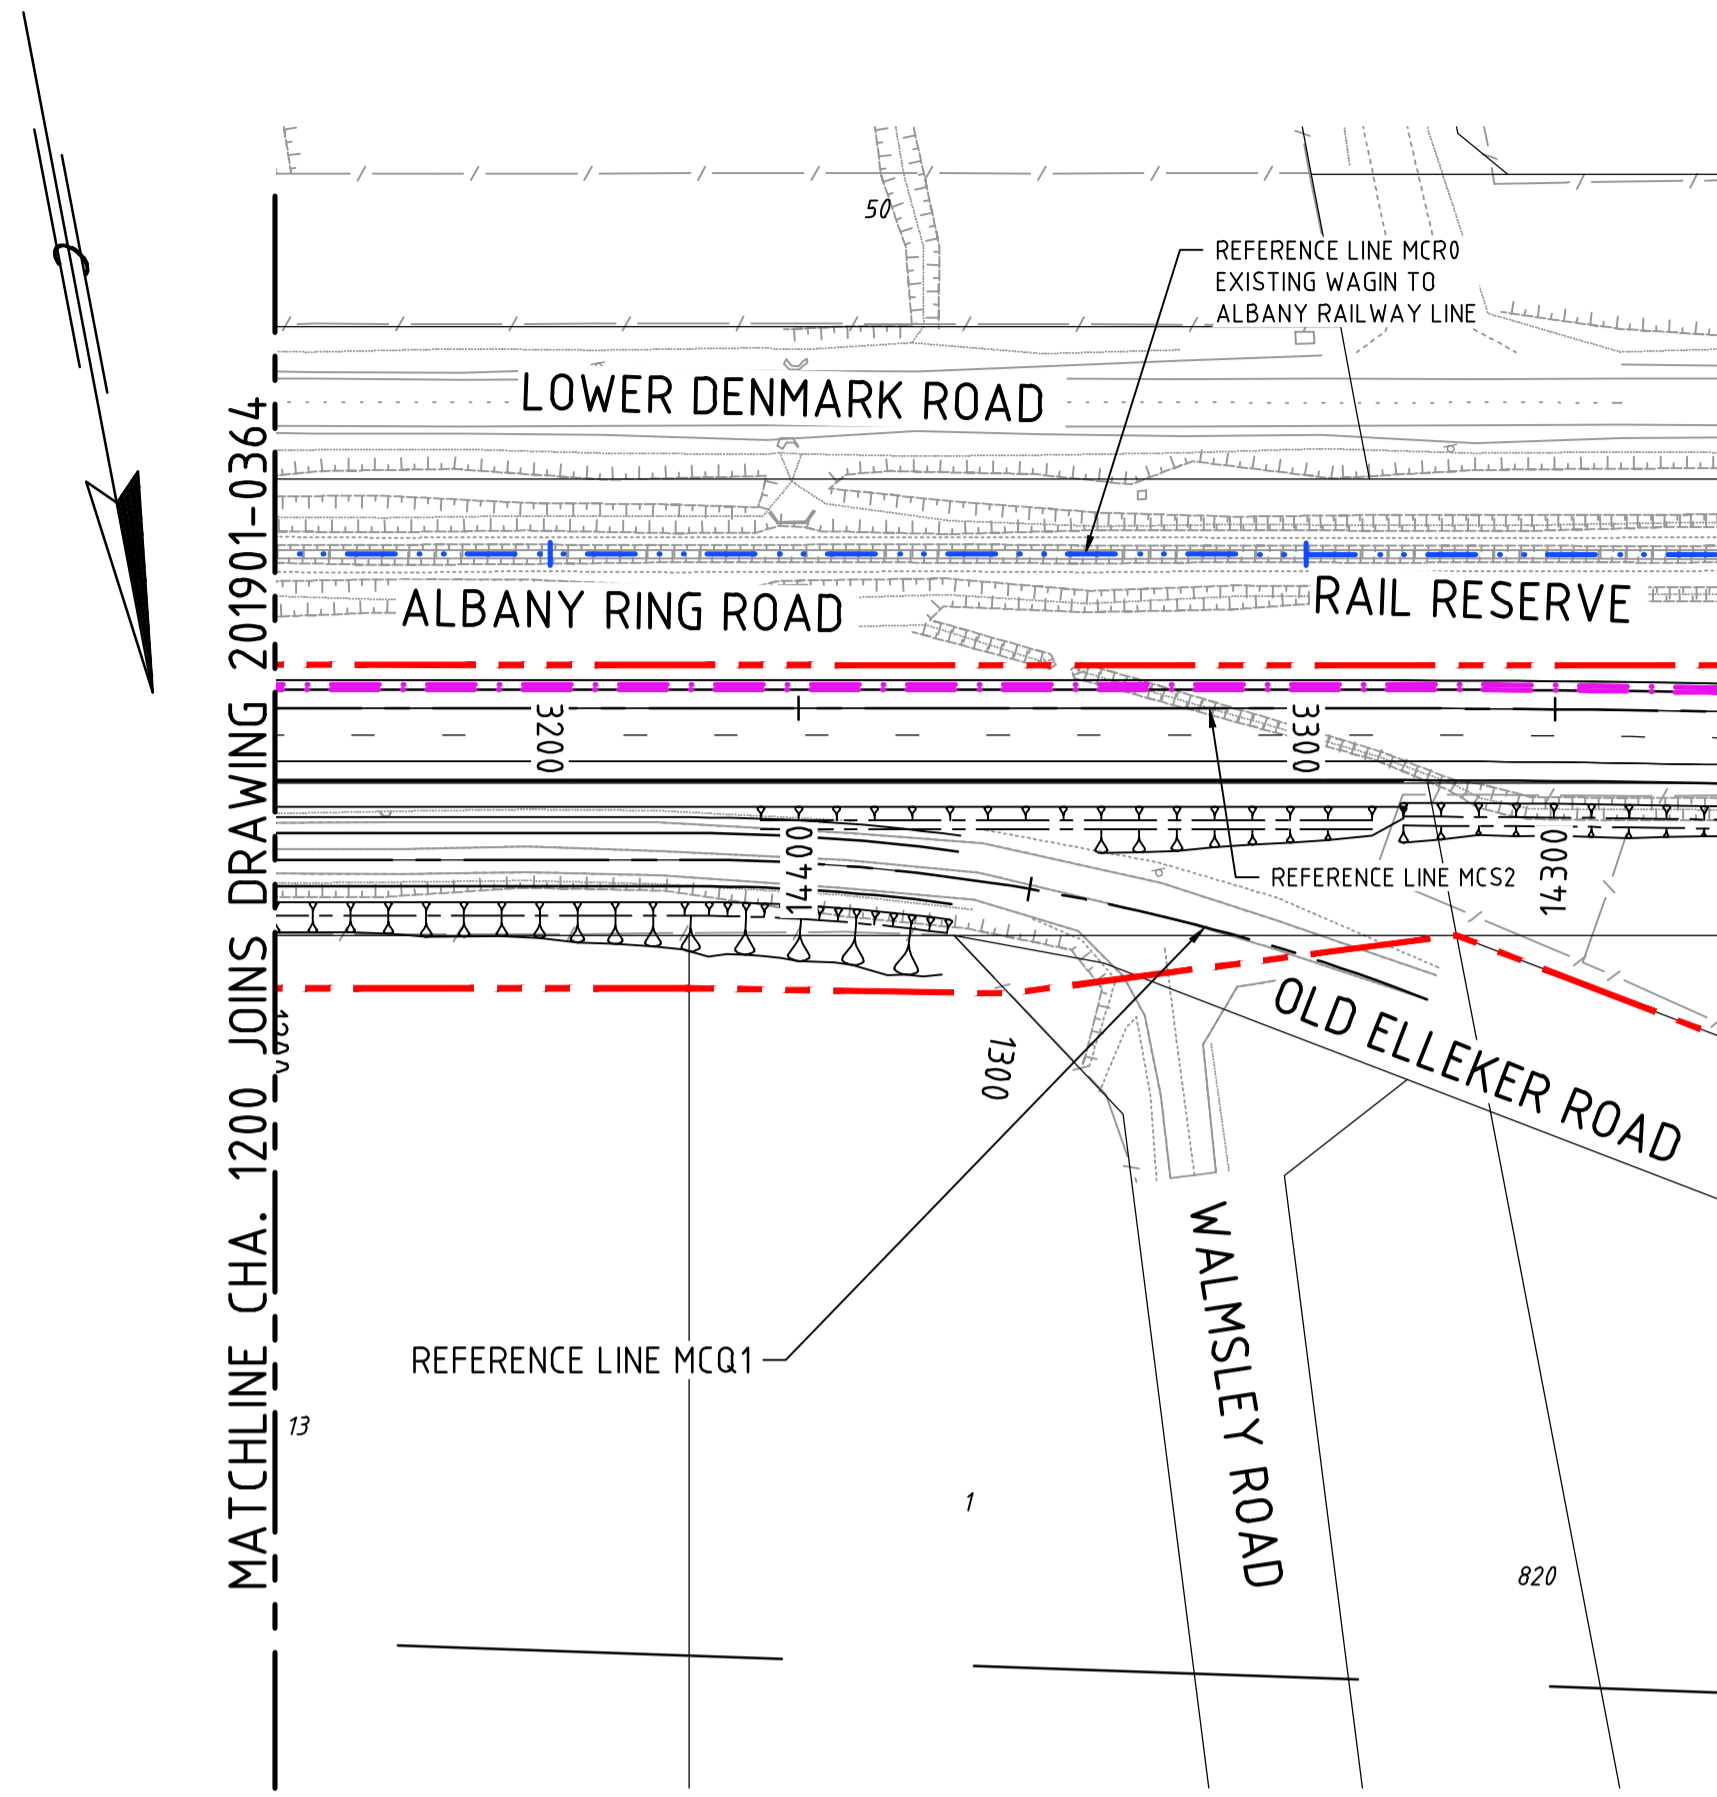 50
REFERENCE LINE MCR0
EXISTING WAGIN TO
ALBANY RAILWAY LINE
LOWER DENMARK ROAD
ALBANY RING ROAD
RAIL RESERVE
3200
3300
14400
14300
REFERENCE LINE MCS2
OLD ELLEKER ROAD
1300
WALMSLEY ROAD
REFERENCE LINE MCQ1
MATCHLINE CHA. 1200 JOINS DRAWING 201901-0364
13
1
820